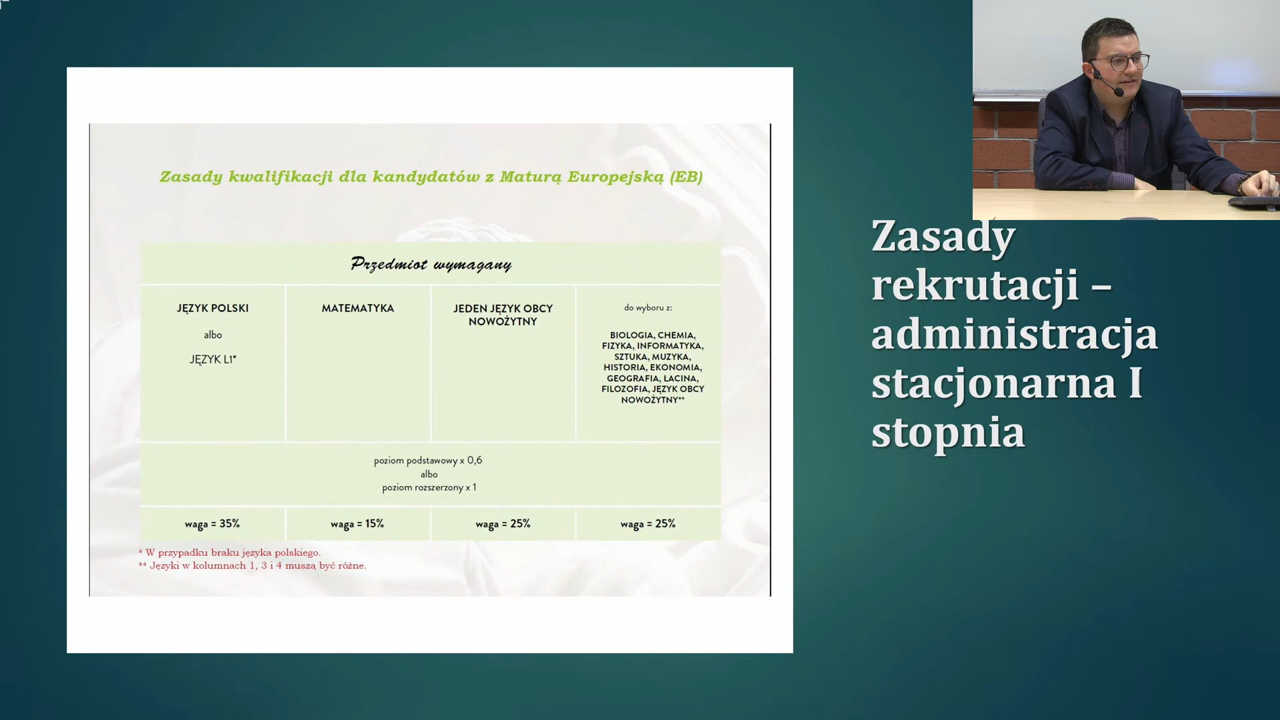 Zasady kwalifikacji dla kandydatów z Maturą Europejską (EB)
Przedmiot wymagany
JĘZYK POLSKI
albo
JĘZYK L1*
MATEMATYKA
JEDEN JĘZYK OBCY
NOWOŻYTNY
do wyboru z:
BIOLOGIA, CHEMIA,
FIZYKA, INFORMATYKA,
SZTUKA, MUZYKA,
HISTORIA, EKONOMIA,
GEOGRAFIA, ŁACINA,
FILOZOFIA, JĘZYK OBCY
NOWOŻYTNY**
poziom podstawowy x 0,6
albo
poziom rozszerzony x 1
waga = 35%
waga = 15%
waga = 25%
waga = 25%
* W przypadku braku języka polskiego.
** Języki w kolumnach 1, 3 i 4 muszą być różne.
Zasady
rekrutacji –
administracja
stacjonarna I
stopnia